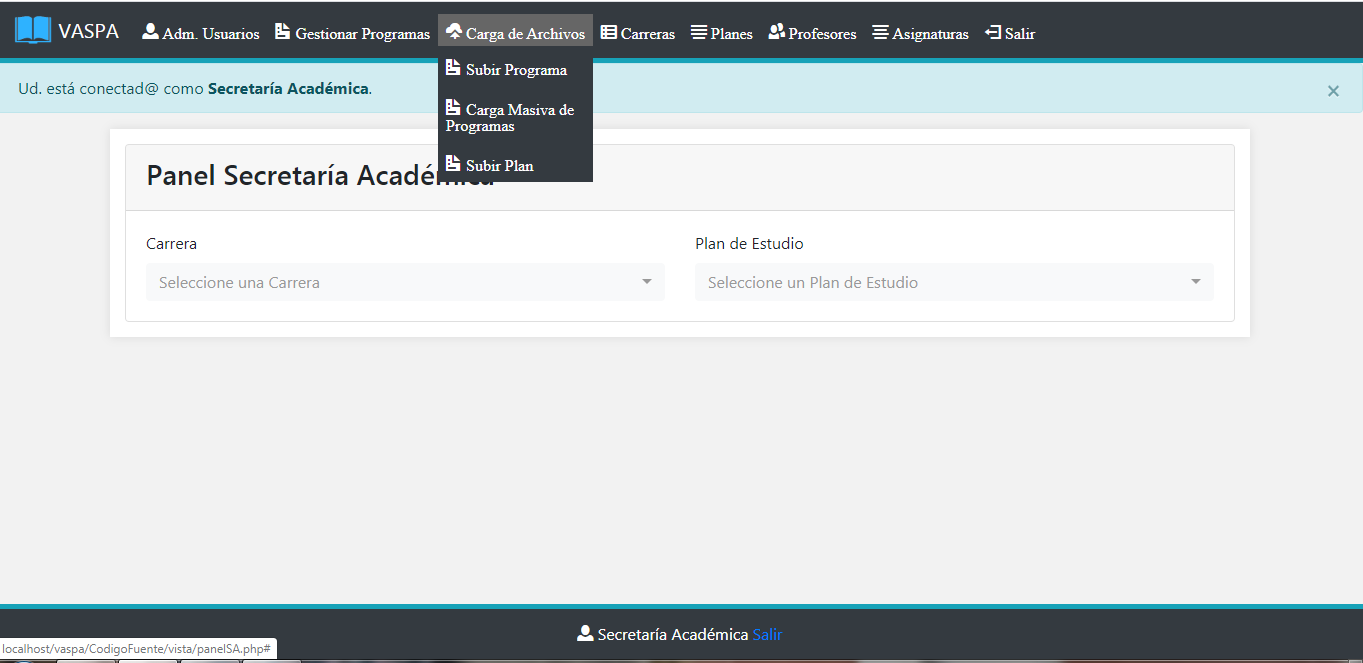 VASPA Adm. Usuarios Gestionar Programas Carga de Archivos Carreras Planes Profesores Asignaturas Salir
Subir Programa
Ud. está conectad@ como Secretaría Académica. ×
Carga Masiva de
Programas
Subir Plan
Panel Secretaría Académica
Carrera Plan de Estudio
Seleccione una Carrera Seleccione un Plan de Estudio
Secretaría Académica Salir
localhost/vaspa/CodigoFuente/vista/panelSA.php#